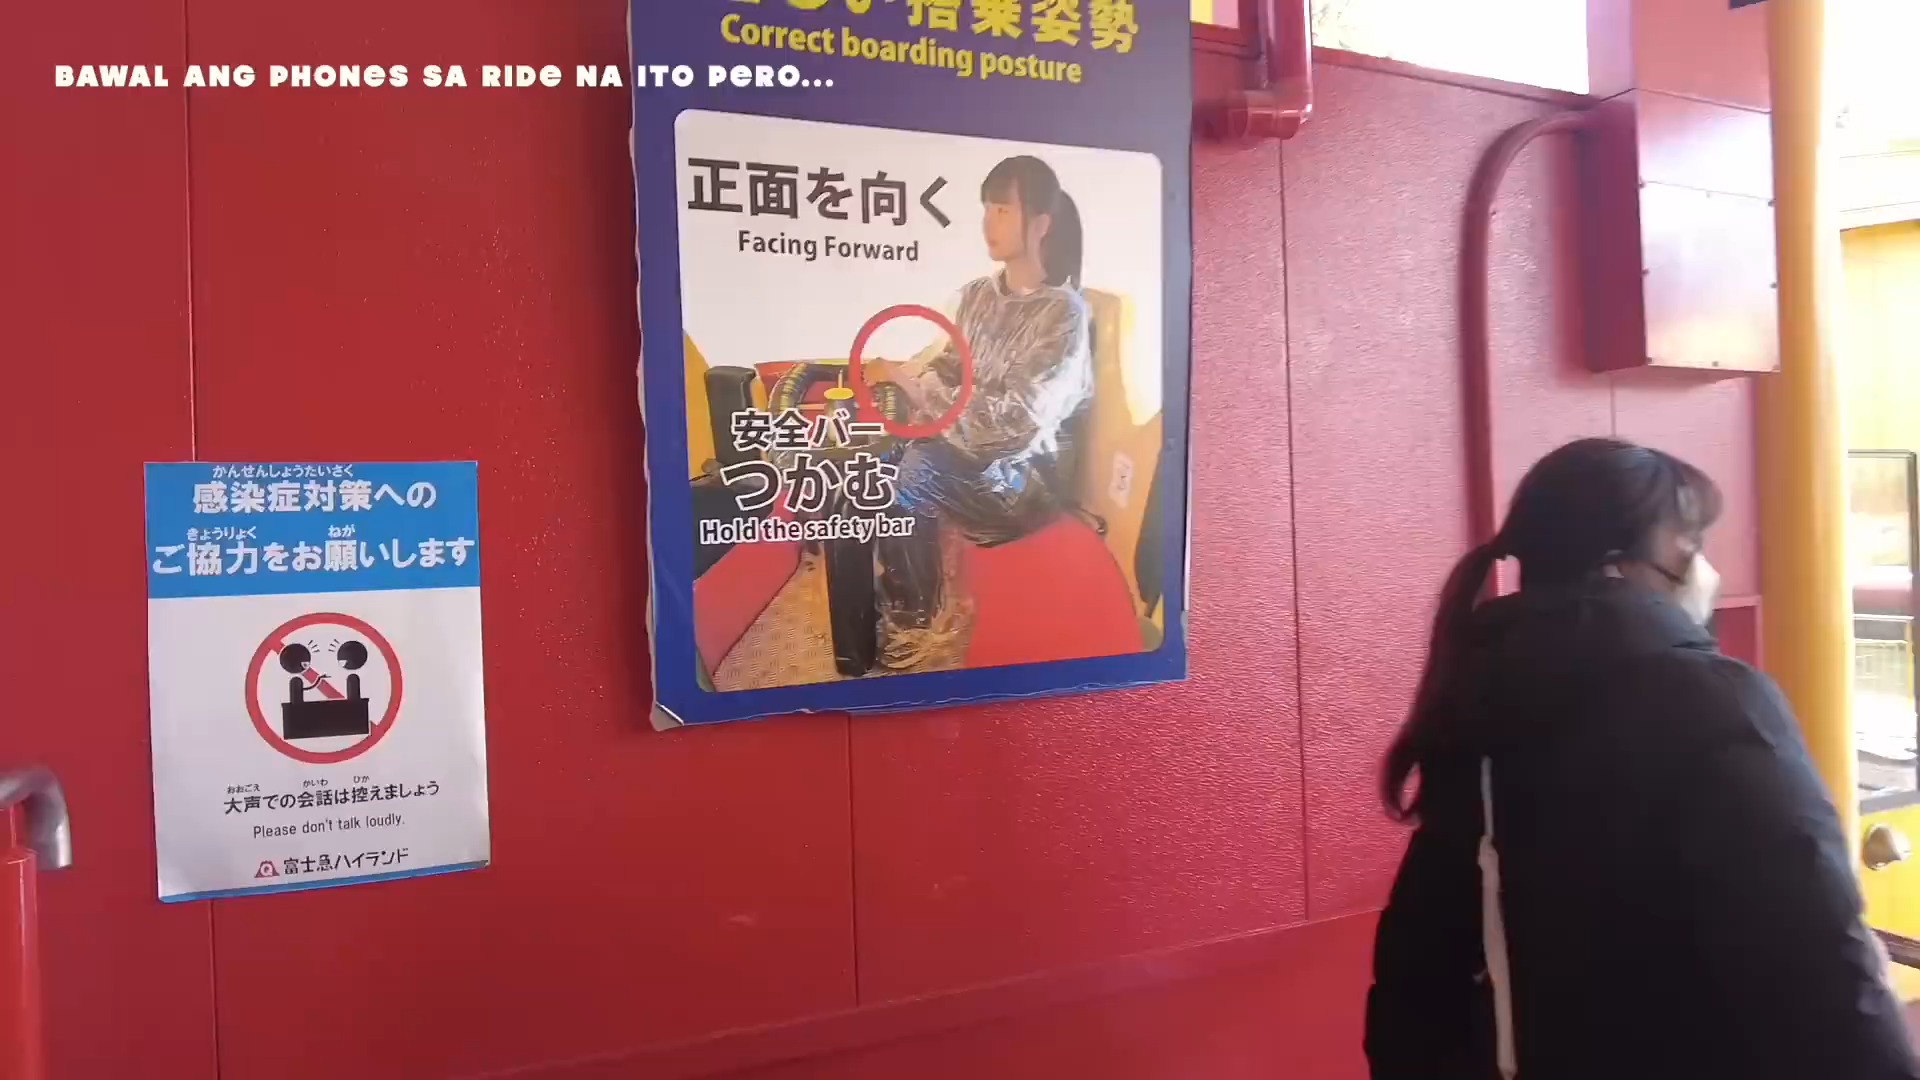 BAWAL ANG PHONES SA RIDE NA ITO PERO...
搭乗姿勢
Correct boarding posture
正面を向く
Facing Forward
安全バー
つかむ
Hold the safety bar
かんせんしょうたいさく
感染症対策への
きょうりょく ねが
ご協力をお願いします
おおごえ かいわ ひか
大声での会話は控えましょう
Please don't talk loudly.
富士急ハイランド